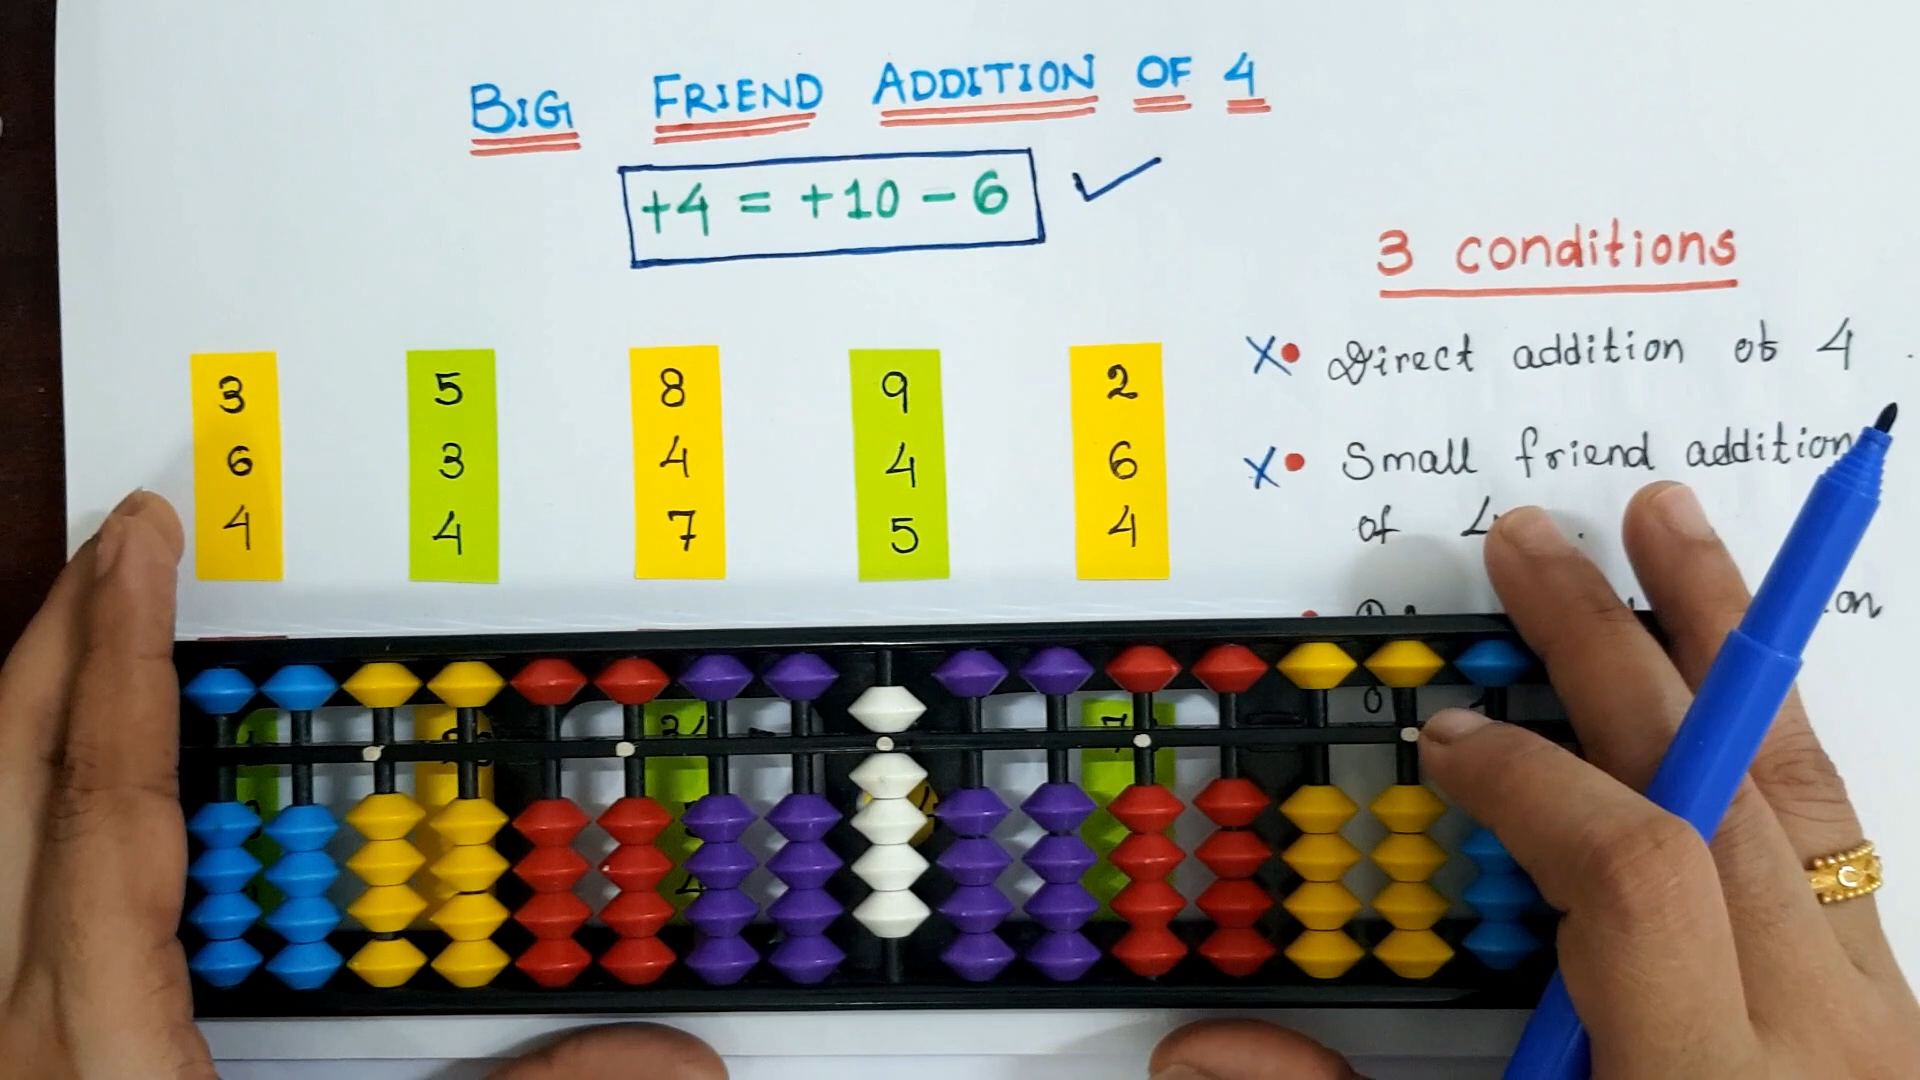 BIG FRIEND ADDITION OF 4
+4 = +10 - 6 ✓
3 conditions
X• Direct addition of 4
X• Small friend addition
of
on
3
6
4
5
3
4
8
4
7
9
4
5
2
6
4